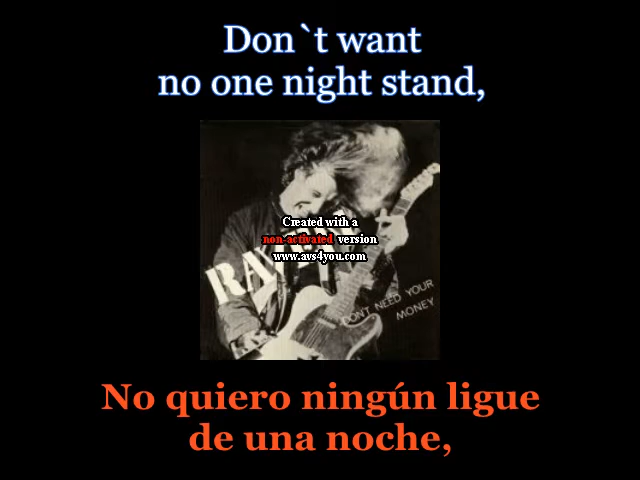 Don`t want
no one night stand,
Created with a
non-activated version
www.avs4you.com
RAVEN
DON'T NEED YOUR
MONEY
No quiero ningún ligue
de una noche,